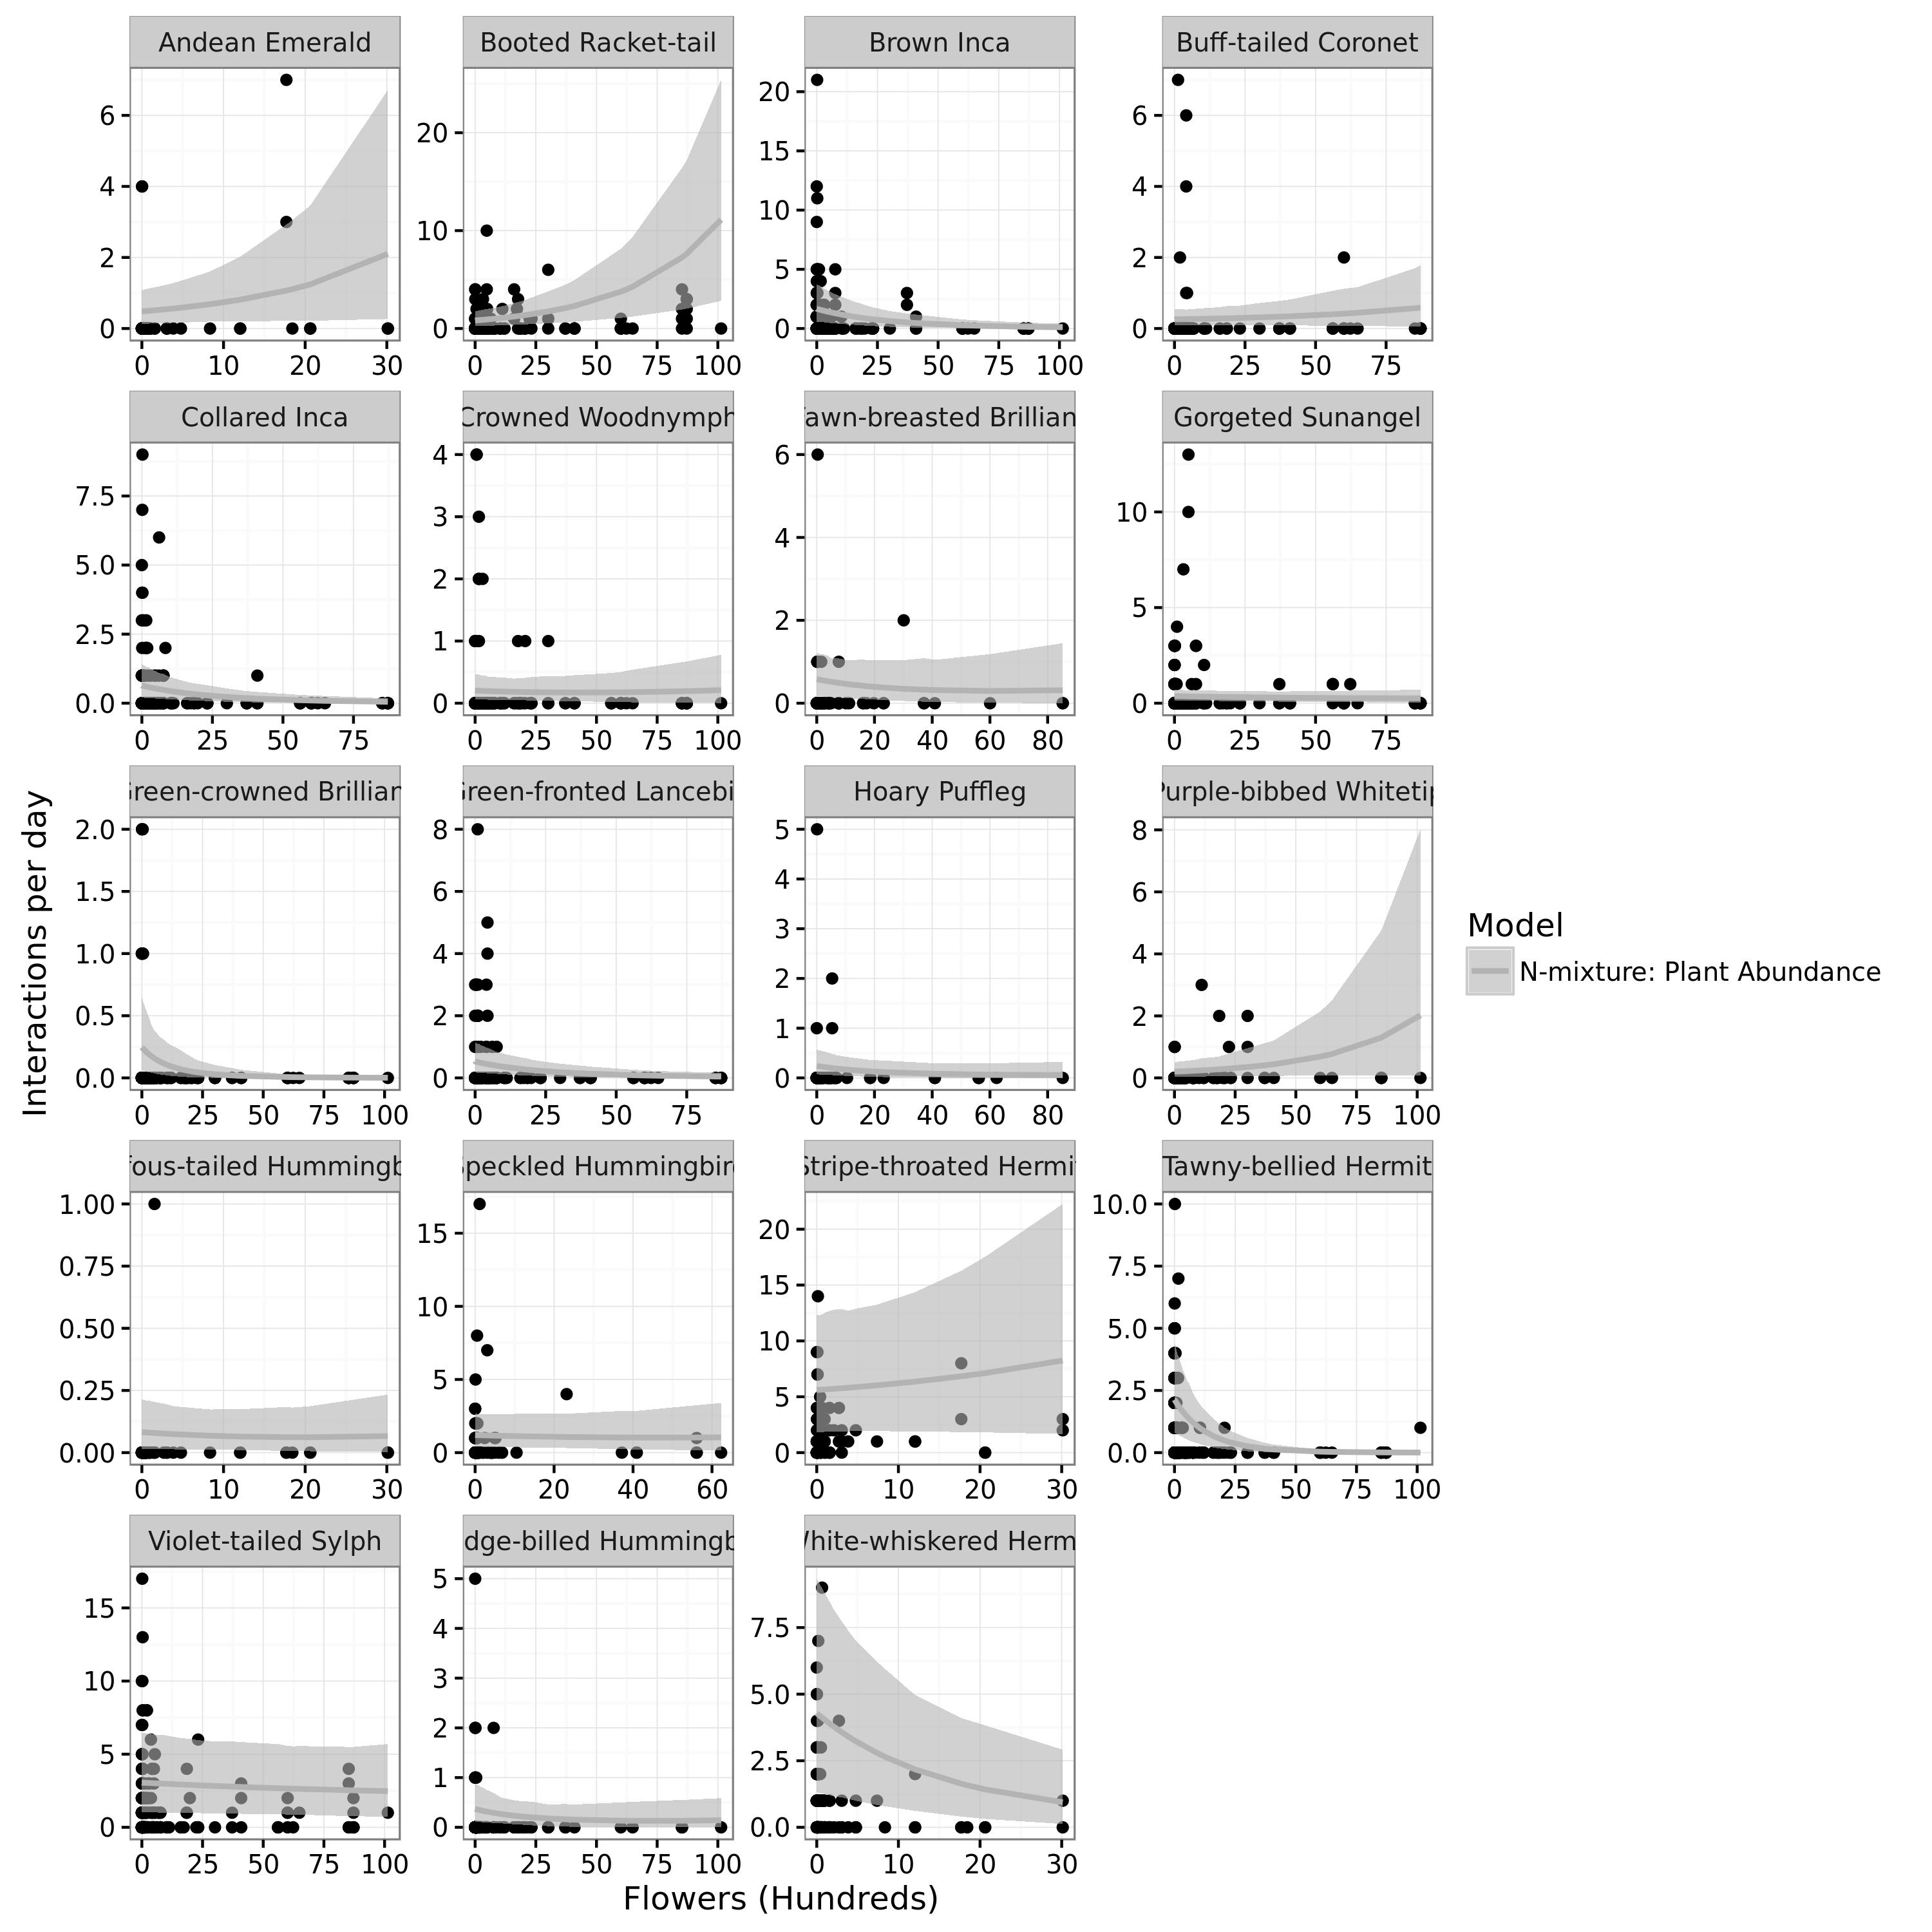 Andean Emerald
6
4
2
0
0 10 20 30
Booted Racket-tail
20
10
0
0 25 50 75 100
Brown Inca
20
15
10
5
0
0 25 50 75 100
Buff-tailed Coronet
6
4
2
0
0 25 50 75
Collared Inca
7.5
5.0
2.5
0.0
0 25 50 75
Crowned Woodnymph
4
3
2
1
0
0 25 50 75 100
awn-breasted Brillian
6
4
2
0
0 20 40 60 80
Gorgeted Sunangel
10
5
0
0 25 50 75
reen-crowned Brillian
2.0
1.5
1.0
0.5
0.0
0 25 50 75 100
reen-fronted Lancebi
8
6
4
2
0
0 25 50 75
Hoary Puffleg
5
4
3
2
1
0
0 20 40 60 80
Purple-bibbed Whitetip
8
6
4
2
0
0 25 50 75 100
fous-tailed Hummingb
1.00
0.75
0.50
0.25
0.00
0 10 20 30
peckled Hummingbird
15
10
5
0
0 20 40 60
Stripe-throated Hermit
20
15
10
5
0
0 10 20 30
Tawny-bellied Hermit
10.0
7.5
5.0
2.5
0.0
0 25 50 75 100
Violet-tailed Sylph
15
10
5
0
0 25 50 75 100
dge-billed Hummingb
5
4
3
2
1
0
0 25 50 75 100
hite-whiskered Herm
7.5
5.0
2.5
0.0
0 10 20 30
Interactions per day
Flowers (Hundreds)
Model
N-mixture: Plant Abundance